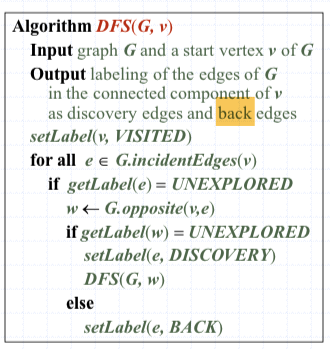 Algorithm DFS(G, v)
Input graph G and a start vertex v of G
Output labeling of the edges of G
in the connected component of v
as discovery edges and back edges
setLabel(v, VISITED)
for all e ∈ G.incidentEdges(v)
if getLabel(e) = UNEXPLORED
w ← G.opposite(v,e)
if getLabel(w) = UNEXPLORED
setLabel(e, DISCOVERY)
DFS(G, w)
else
setLabel(e, BACK)